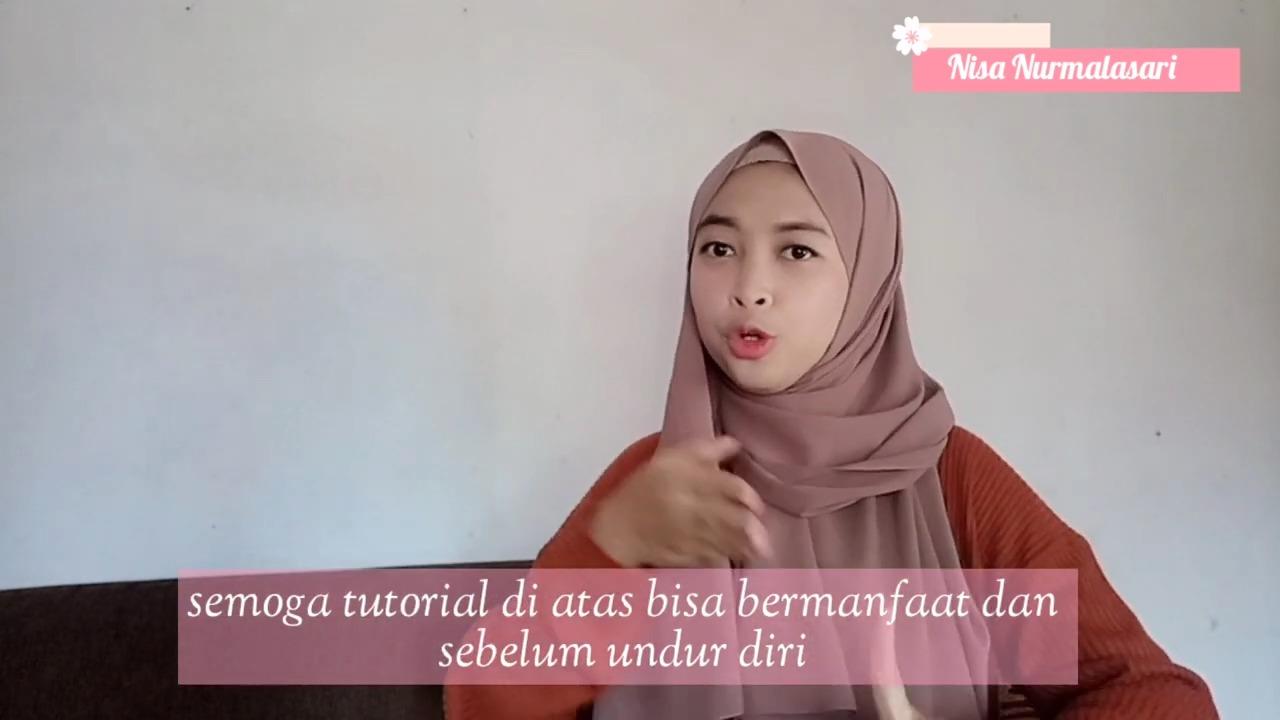 Nisa Nurmalasari
semoga tutorial di atas bisa bermanfaat dan
sebelum undur diri